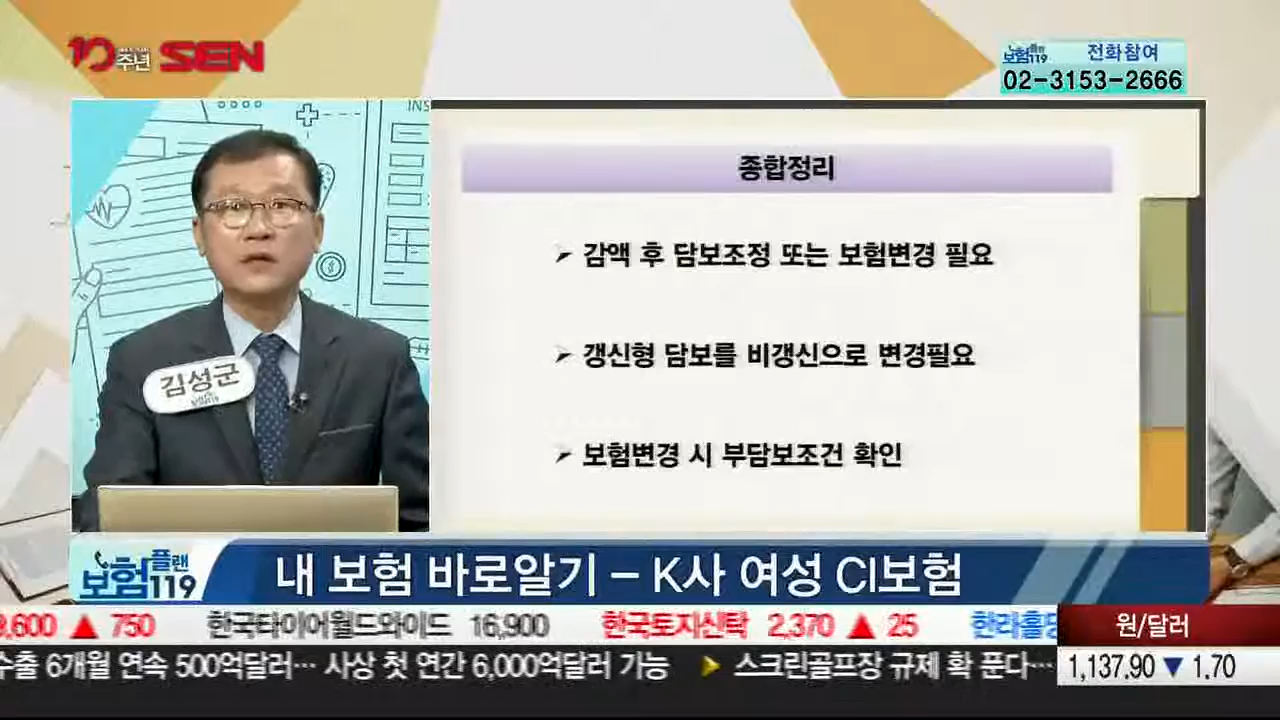 10주년 SEN
보험플랜119 전화참여
02-3153-2666
INS
종합정리
➢ 감액 후 담보조정 또는 보험변경 필요
➢ 갱신형 담보를 비갱신으로 변경필요
➢ 보험변경 시 부담보조건 확인
김성군
보험플랜119
내 보험 바로알기 – K사 여성 CI보험
,600 ▲ 750 한국타이어월드와이드 16,900 한국토지신탁 2,370 ▲ 25 한라홀딩
원/달러
수출 6개월 연속 500억달러… 사상 첫 연간 6,000억달러 가능 ▶ 스크린골프장 규제 확 푼다…
1,137.90 ▼ 1.70